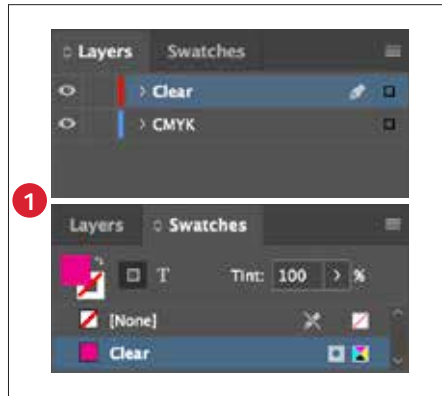 Layers Swatches
Clear
CMYK
1
Layers Swatches
T Tint: 100 > %
[None]
Clear